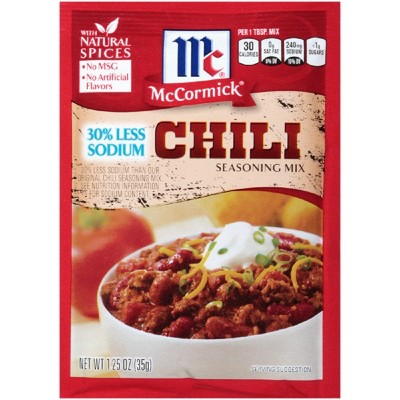 WITH
NATURAL
SPICES
• No MSG
• No Artificial
Flavors
Mc
McCormick®
PER 1 TBSP. MIX
30
CALORIES
0g
SAT FAT
0% DV
240mg
SODIUM
10% DV
<1g
SUGARS
30% LESS
SODIUM
CHILI
SEASONING MIX
30% LESS SODIUM THAN OUR
ORIGINAL CHILI SEASONING MIX.
SEE NUTRITION INFORMATION
FOR SODIUM CONTENT.
NET WT 1.25 OZ (35g)
SERVING SUGGESTION